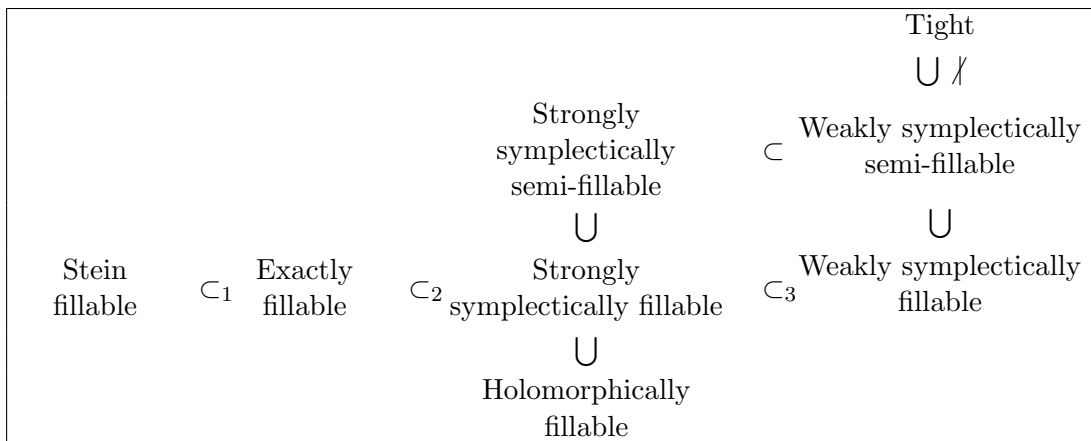 Tight
⋃ ⊬
Strongly
symplectically
semi-fillable
⊂
Weakly symplectically
semi-fillable
⋃
⋃
Stein
fillable
⊂₁
Exactly
fillable
⊂₂
Strongly
symplectically fillable
⊂₃
Weakly symplectically
fillable
⋃
Holomorphically
fillable